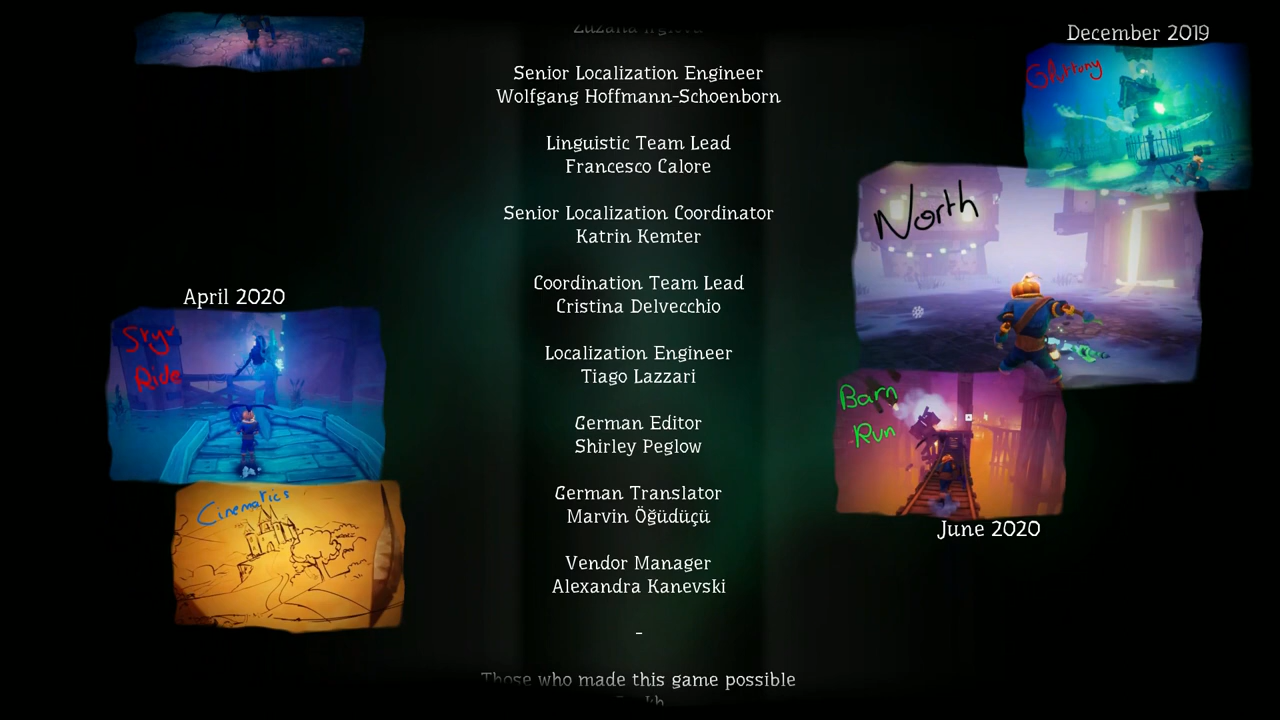 Senior Localization Engineer
Wolfgang Hoffmann-Schoenborn
Linguistic Team Lead
Francesco Calore
Senior Localization Coordinator
Katrin Kemter
Coordination Team Lead
Cristina Delvecchio
Localization Engineer
Tiago Lazzari
German Editor
Shirley Peglow
German Translator
Marvin Öğüdüçü
Vendor Manager
Alexandra Kanevski
-
Those who made this game possible
April 2020
Styx
Ride
Cinematics
December 2019
Gluttony
North
Barn
Run
June 2020